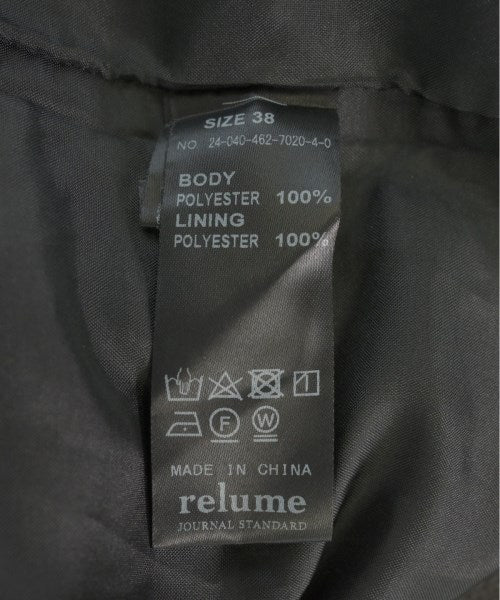 SIZE 38
NO. 24-040-462-7020-4-0
BODY
POLYESTER 100%
LINING
POLYESTER 100%
F W
MADE IN CHINA
relume
JOURNAL STANDARD